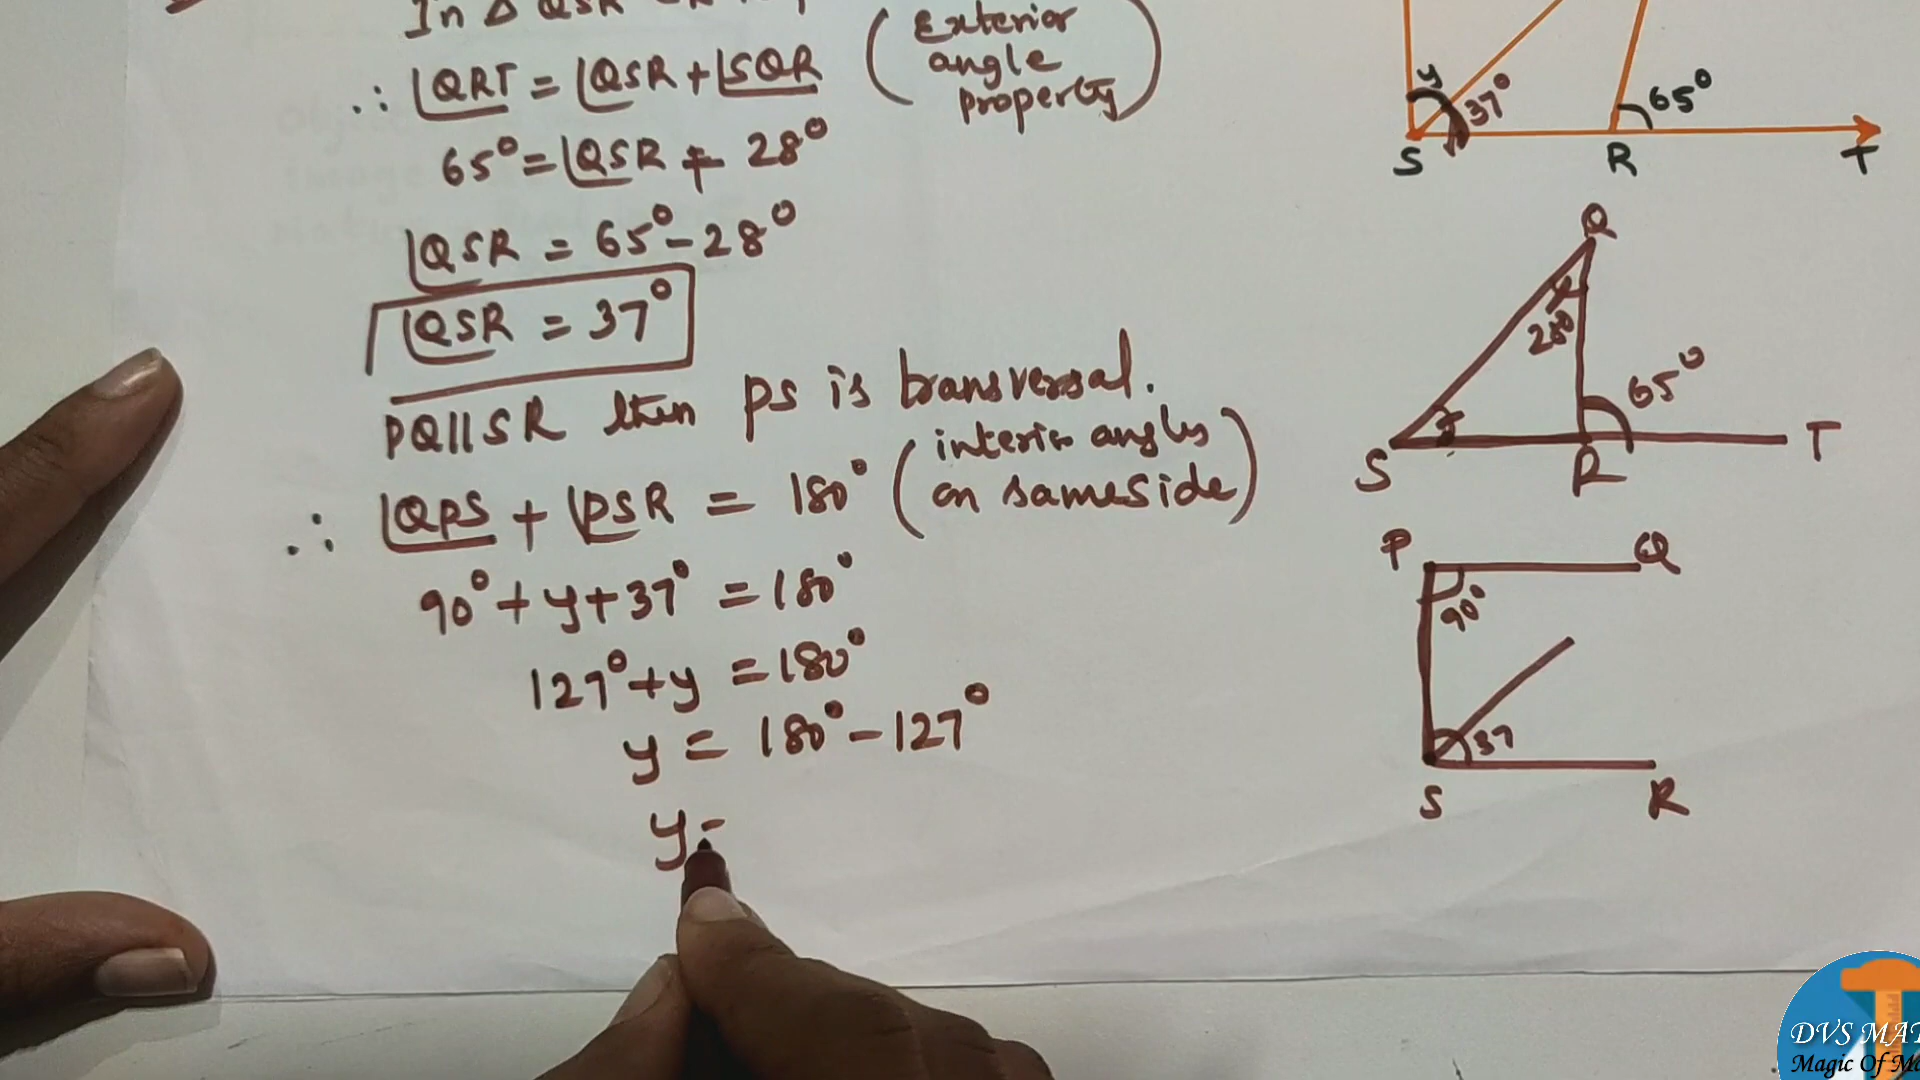 In Δ QSR
∴ ∠QRT = ∠QSR + ∠SQR (Exterior angle property)
65° = ∠QSR + 28°
∠QSR = 65° - 28°
∠QSR = 37°
PQ||SR then ps is transversal.
∴ ∠QPS + ∠PSR = 180° (interior angles on same side)
90° + y + 37° = 180°
127° + y = 180°
y = 180° - 127°
y =
y 37° 65°
S R T
Q
28°
65°
S R T
P Q
90°
37
S R
DVS MAT
Magic Of Ma